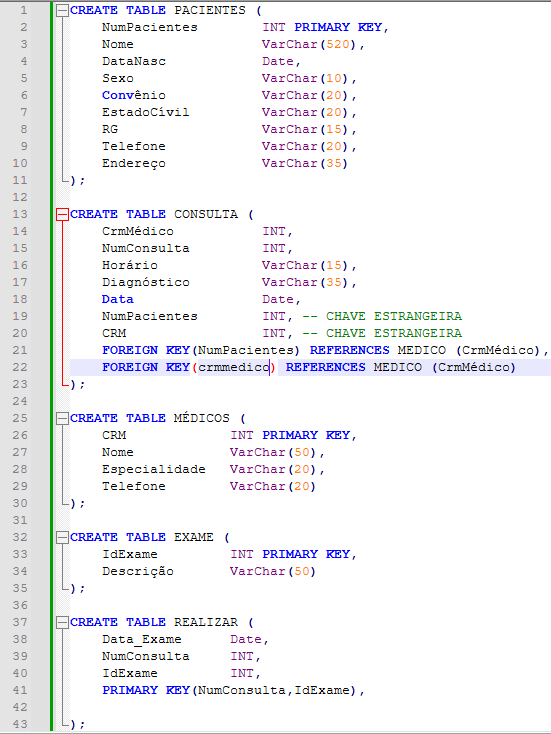 1 CREATE TABLE PACIENTES (
2 NumPacientes INT PRIMARY KEY,
3 Nome VarChar(520),
4 DataNasc Date,
5 Sexo VarChar(10),
6 Convênio VarChar(20),
7 EstadoCívil VarChar(20),
8 RG VarChar(15),
9 Telefone VarChar(20),
10 Endereço VarChar(35)
11 );
12
13 CREATE TABLE CONSULTA (
14 CrmMédico INT,
15 NumConsulta INT,
16 Horário VarChar(15),
17 Diagnóstico VarChar(35),
18 Data Date,
19 NumPacientes INT, -- CHAVE ESTRANGEIRA
20 CRM INT, -- CHAVE ESTRANGEIRA
21 FOREIGN KEY(NumPacientes) REFERENCES MEDICO (CrmMédico),
22 FOREIGN KEY(crmmedico) REFERENCES MEDICO (CrmMédico)
23 );
24
25 CREATE TABLE MÉDICOS (
26 CRM INT PRIMARY KEY,
27 Nome VarChar(50),
28 Especialidade VarChar(20),
29 Telefone VarChar(20)
30 );
31
32 CREATE TABLE EXAME (
33 IdExame INT PRIMARY KEY,
34 Descrição VarChar(50)
35 );
36
37 CREATE TABLE REALIZAR (
38 Data_Exame Date,
39 NumConsulta INT,
40 IdExame INT,
41 PRIMARY KEY(NumConsulta,IdExame),
42
43 );